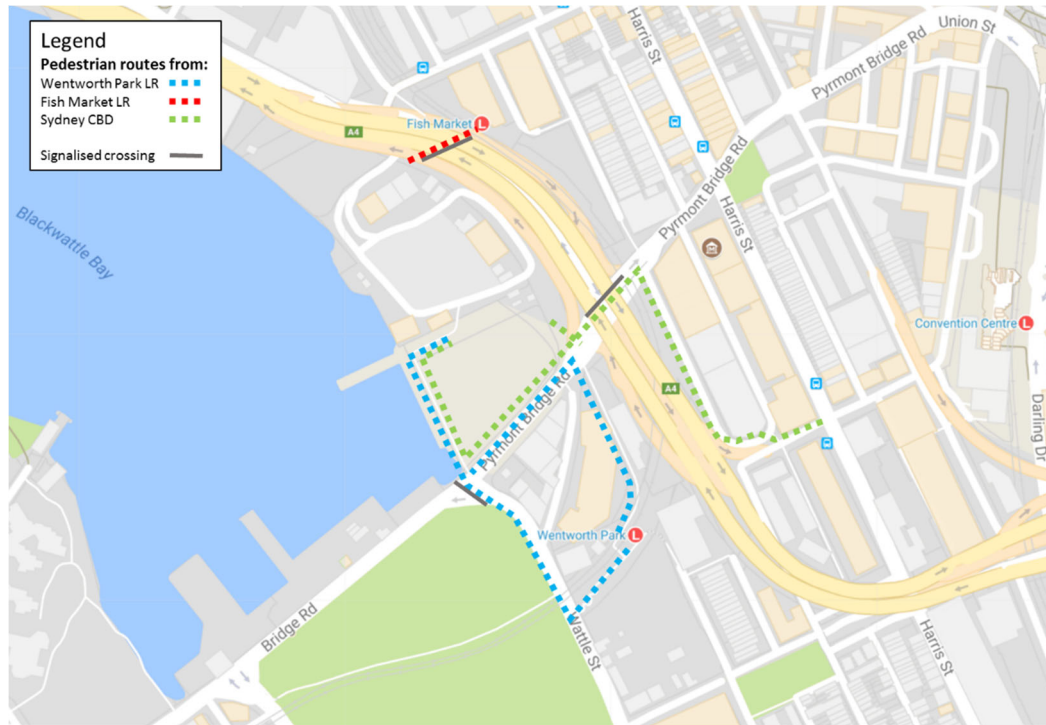 Legend
Pedestrian routes from:
Wentworth Park LR
Fish Market LR
Sydney CBD
Signalised crossing
Harris St
Union St
Pyrmont Bridge Rd
A4
Fish Market L
Pyrmont Bridge Rd
Harris St
Blackwattle Bay
Convention Centre L
A4
Pyrmont Bridge Rd
Darling Dr
Wentworth Park L
Bridge Rd
Wattle St
Harris St